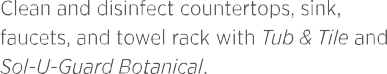 Clean and disinfect countertops, sink,
faucets, and towel rack with Tub & Tile and
Sol-U-Guard Botanical.